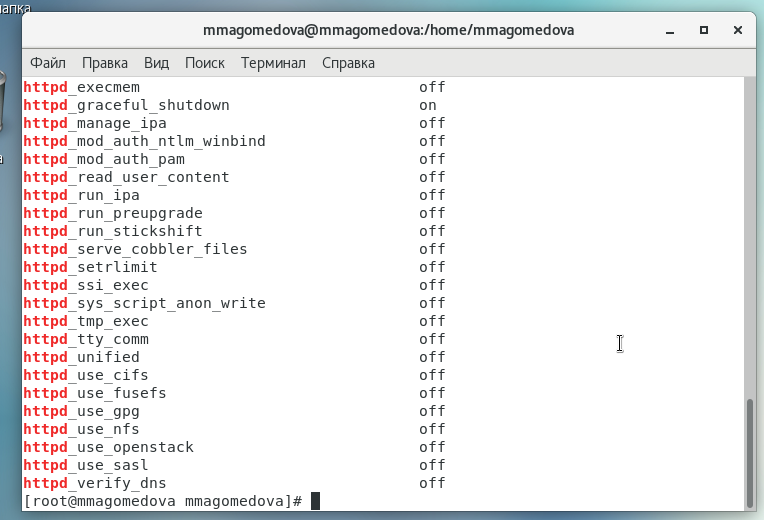 папка
mmagomedova@mmagomedova:/home/mmagomedova
Файл Правка Вид Поиск Терминал Справка
httpd_execmem off
httpd_graceful_shutdown on
httpd_manage_ipa off
httpd_mod_auth_ntlm_winbind off
httpd_mod_auth_pam off
httpd_read_user_content off
httpd_run_ipa off
httpd_run_preupgrade off
httpd_run_stickshift off
httpd_serve_cobbler_files off
httpd_setrlimit off
httpd_ssi_exec off
httpd_sys_script_anon_write off
httpd_tmp_exec off
httpd_tty_comm off
httpd_unified off
httpd_use_cifs off
httpd_use_fusefs off
httpd_use_gpg off
httpd_use_nfs off
httpd_use_openstack off
httpd_use_sasl off
httpd_verify_dns off
[root@mmagomedova mmagomedova]#